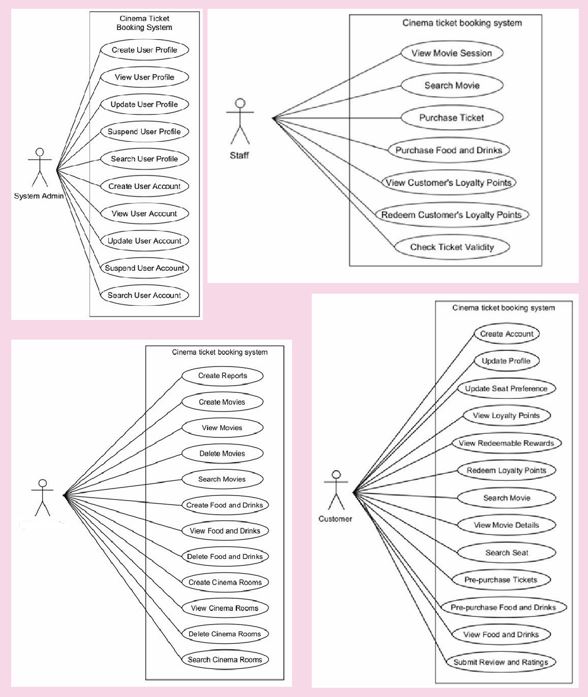 Cinema Ticket
Booking System
Create User Profile
View User Profile
Update User Profile
Suspend User Profile
Search User Profile
Create User Account
View User Account
Update User Account
Suspend User Account
Search User Account
System Admin
Cinema ticket booking system
View Movie Session
Search Movie
Purchase Ticket
Purchase Food and Drinks
View Customer's Loyalty Points
Redeem Customer's Loyalty Points
Check Ticket Validity
Staff
Cinema ticket booking system
Create Reports
Create Movies
View Movies
Delete Movies
Search Movies
Create Food and Drinks
View Food and Drinks
Delete Food and Drinks
Create Cinema Rooms
View Cinema Rooms
Delete Cinema Rooms
Search Cinema Rooms
Cinema ticket booking system
Create Account
Update Profile
Update Seat Preference
View Loyalty Points
View Redeemable Rewards
Redeem Loyalty Points
Search Movie
View Movie Details
Search Seat
Pre-purchase Tickets
Pre-purchase Food and Drinks
View Food and Drinks
Submit Review and Ratings
Customer